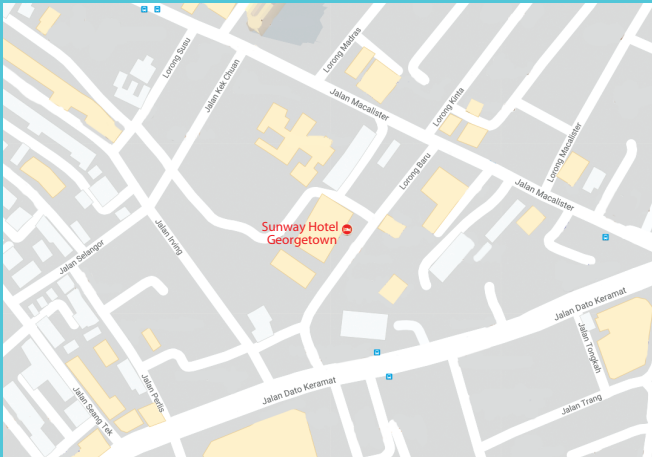 Lorong Susu
Jalan Kek Chuan
Lorong Madras
Jalan Macalister
Lorong Kinta
Lorong Baru
Lorong Macalister
Jalan Macalister
Sunway Hotel
Georgetown
Jalan Irving
Jalan Selangor
Jalan Dato Keramat
Jalan Tongkah
Jalan Perlis
Jalan Dato Keramat
Jalan Seang Tek
Jalan Trang